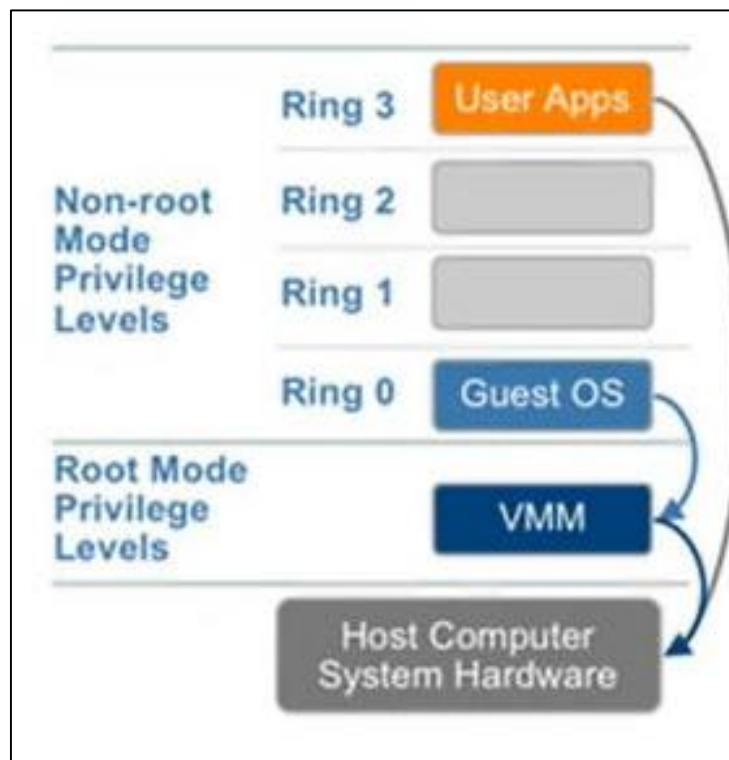 Ring 3
User Apps
Non-root
Mode
Privilege
Levels
Ring 2
Ring 1
Ring 0
Guest OS
Root Mode
Privilege
Levels
VMM
Host Computer
System Hardware